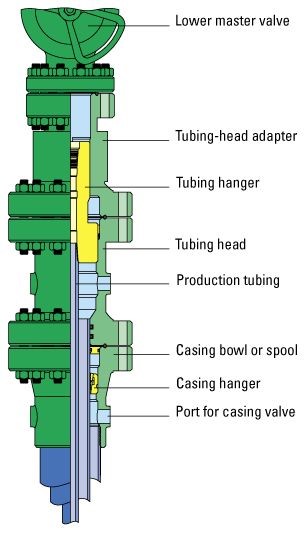 Lower master valve
Tubing-head adapter
Tubing hanger
Tubing head
Production tubing
Casing bowl or spool
Casing hanger
Port for casing valve